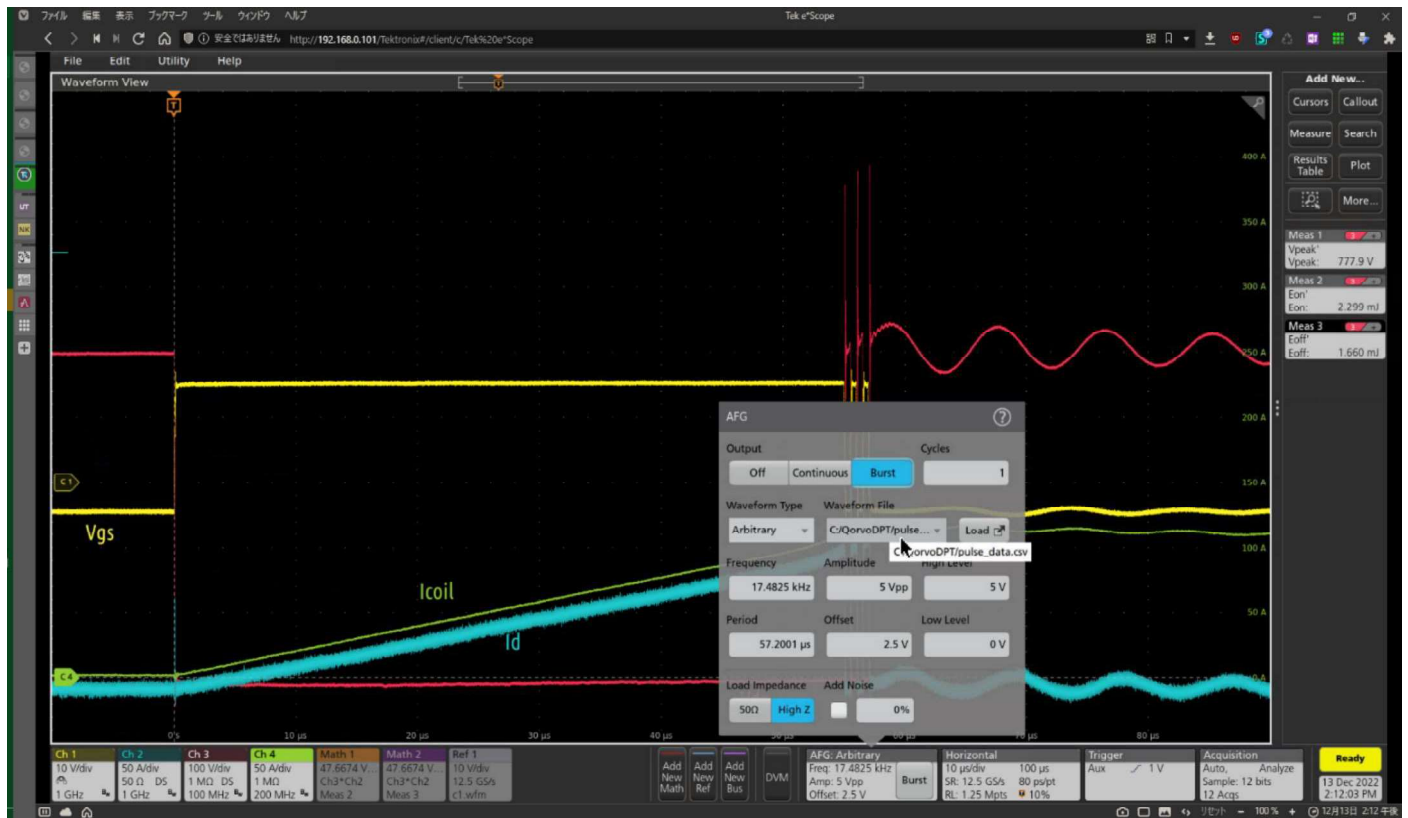 ファイル 編集 表示 ブックマーク ツール ウィンドウ ヘルプ
Tek e*Scope
安全ではありません http://192.168.0.101/Tektronix#/client/c/Tek%20e*Scope
File Edit Utility Help
Waveform View
Add New...
Cursors Callout
Measure Search
Results Table Plot
More...
Meas 1
Vpeak'
Vpeak: 777.9 V
Meas 2
Eon'
Eon: 2.299 mJ
Meas 3
Eoff'
Eoff: 1.660 mJ
T
400 A
350 A
300 A
250 A
200 A
150 A
100 A
50 A
C1
Vgs
Icoil
Id
C4
0 s 10 µs 20 µs 30 µs 40 µs 80 µs
AFG
Output Cycles
Off Continuous Burst 1
Waveform Type Waveform File
Arbitrary C:/QorvoDPT/pulse... Load
Frequency Amplitude High Level
17.4825 kHz 5 Vpp 5 V
Period Offset Low Level
57.2001 µs 2.5 V 0 V
Load Impedance Add Noise
50Ω High Z 0%
Ch 1
10 V/div
1 GHz
Ch 2
50 A/div
50 Ω DS
1 GHz
Ch 3
100 V/div
1 MΩ DS
100 MHz
Ch 4
50 A/div
1 MΩ
200 MHz
Math 1
47.6674 V...
Ch3*Ch2
Meas 2
Math 2
47.6674 V...
Ch3*Ch2
Meas 3
Ref 1
10 V/div
12.5 GS/s
c1.wfm
Add New Math
Add New Ref
Add New Bus
DVM
AFG: Arbitrary
Freq: 17.4825 kHz
Amp: 5 Vpp
Offset: 2.5 V
Burst
Horizontal
10 µs/div 100 µs
SR: 12.5 GS/s 80 ps/pt
RL: 1.25 Mpts 10%
Trigger
Aux 1 V
Acquisition
Auto, Analyze
Sample: 12 bits
12 Acqs
Ready
13 Dec 2022
2:12:03 PM
リセット - 100% + 12月13日 2:12 午後